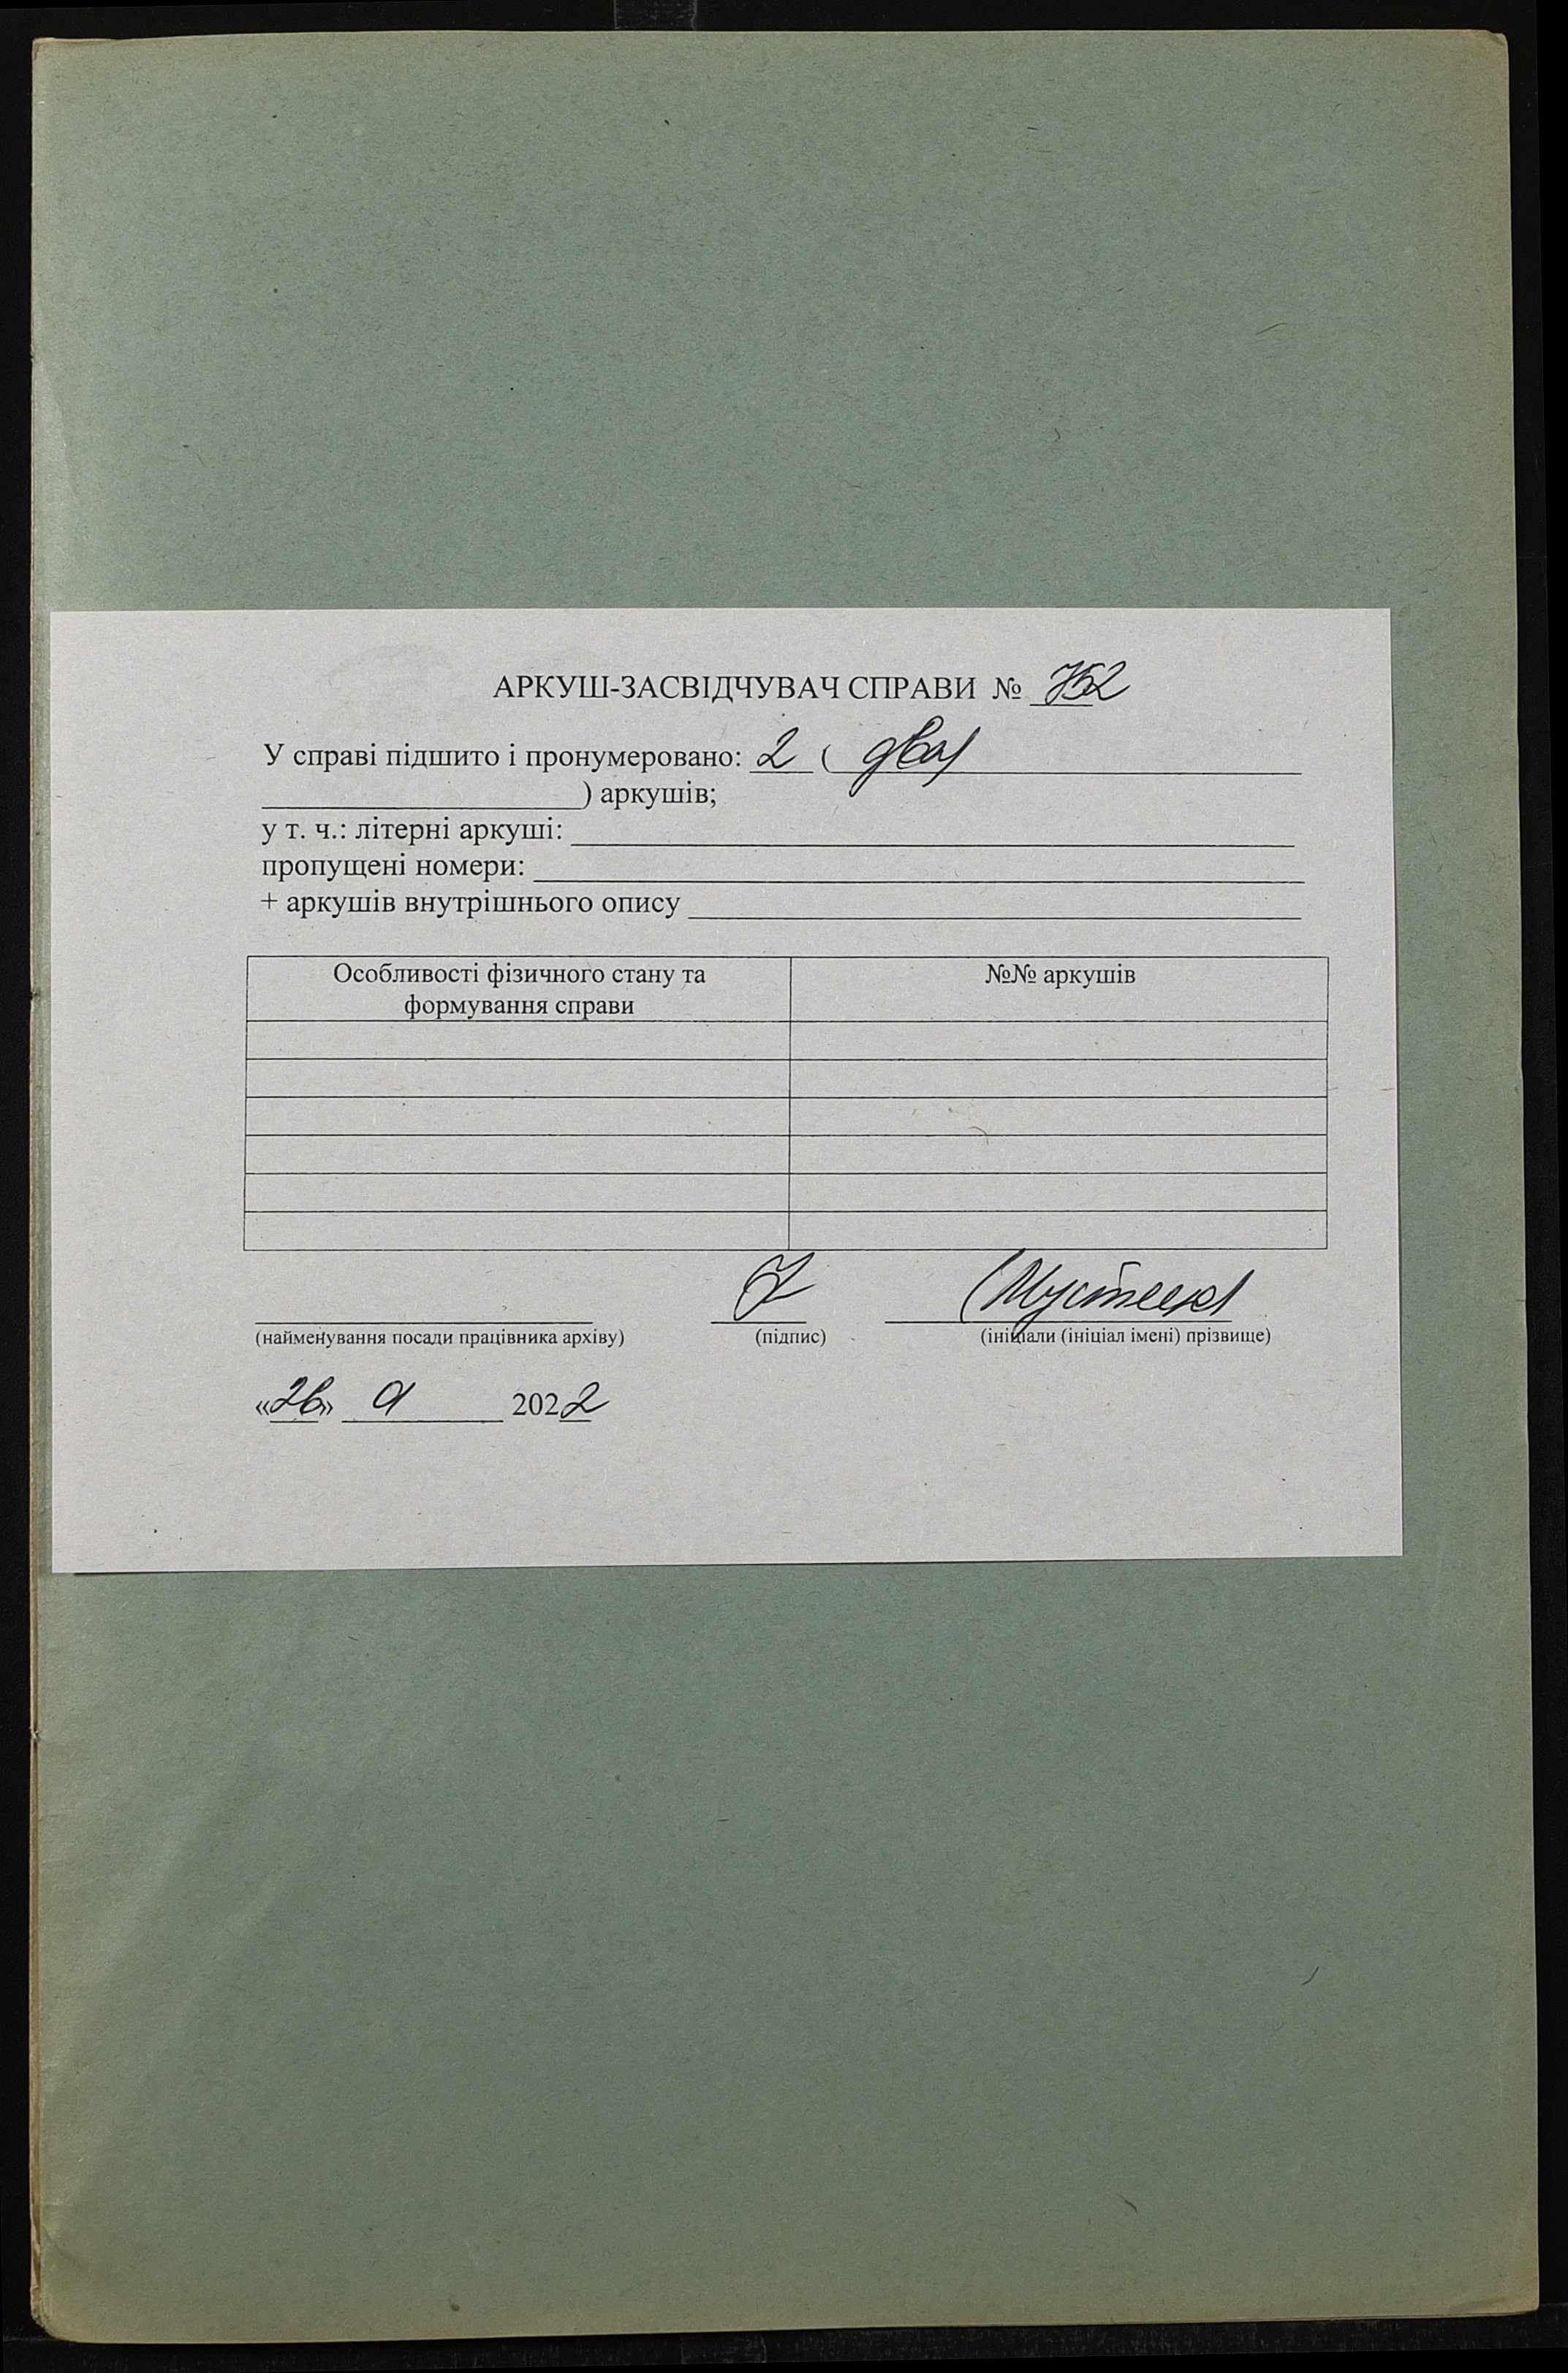 АРКУШ-ЗАСВІДЧУВАЧ СПРАВИ № 752
У справі підшито і пронумеровано: 2 ( два)
) аркушів;
у т. ч.: літерні аркуші:
пропущені номери:
+ аркушів внутрішнього опису
Особливості фізичного стану та
формування справи
№№ аркушів
(найменування посади працівника архіву)
(підпис)
(ініціали (ініціал імені) прізвище)
«26» 9 2022